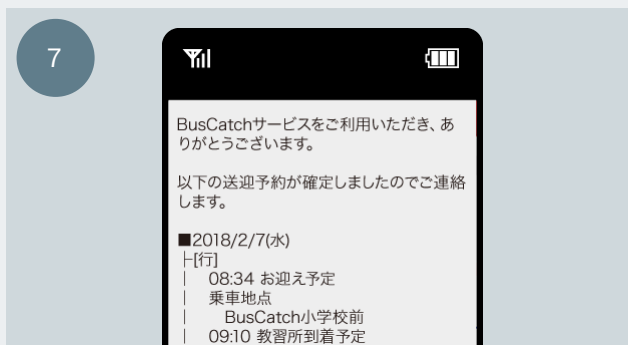 7
BusCatchサービスをご利用いただき、あ
りがとうございます。
以下の送迎予約が確定しましたのでご連絡
します。
■2018/2/7(水)
├[行]
│ 08:34 お迎え予定
│ 乗車地点
│ BusCatch小学校前
│ 09:10 教習所到着予定